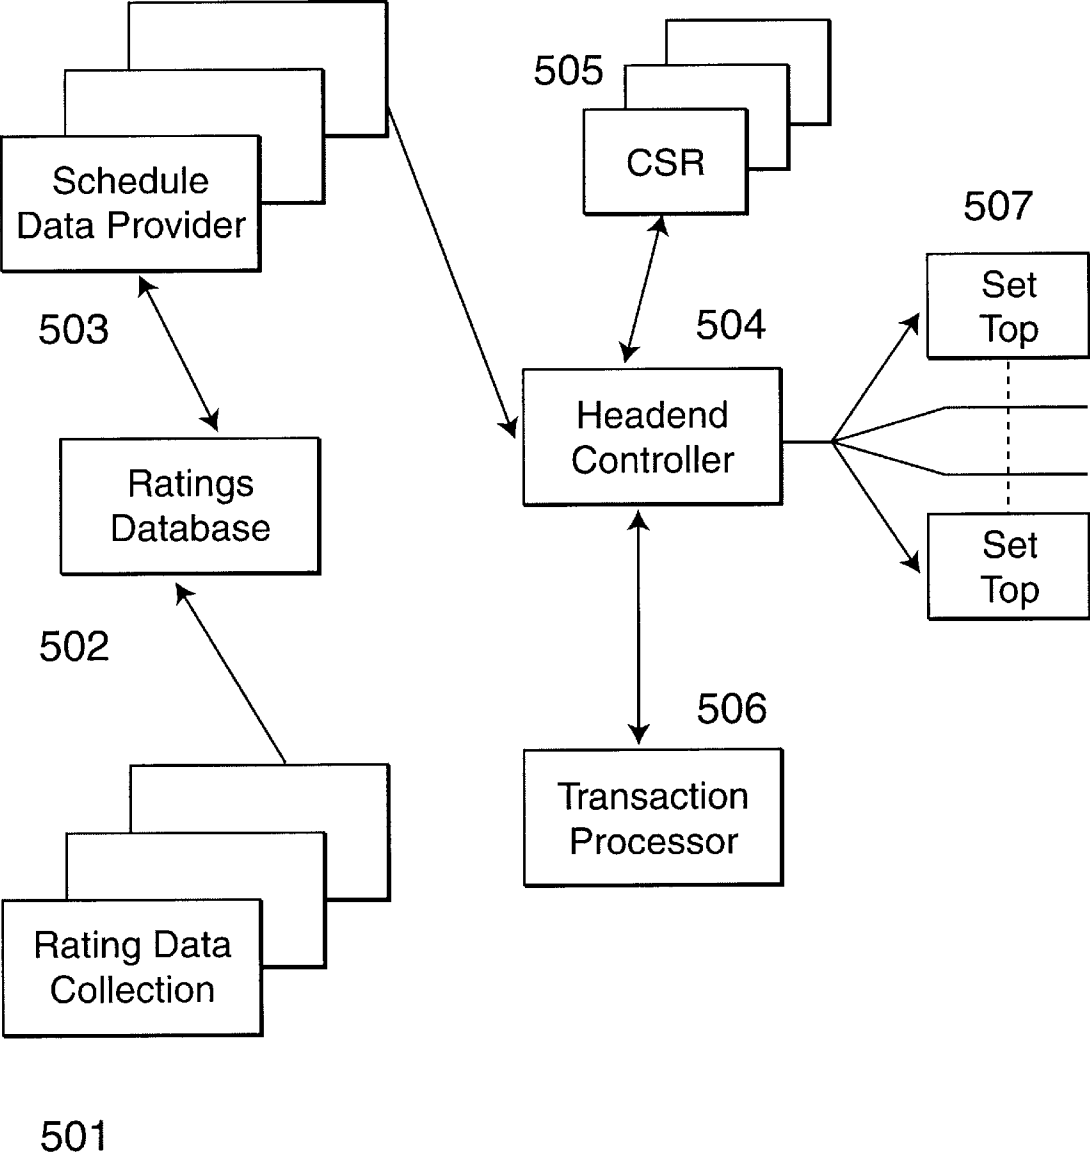 505
CSR
Schedule
Data Provider
507
Set
Top
503
504
Headend
Controller
Ratings
Database
Set
Top
502
506
Transaction
Processor
Rating Data
Collection
501